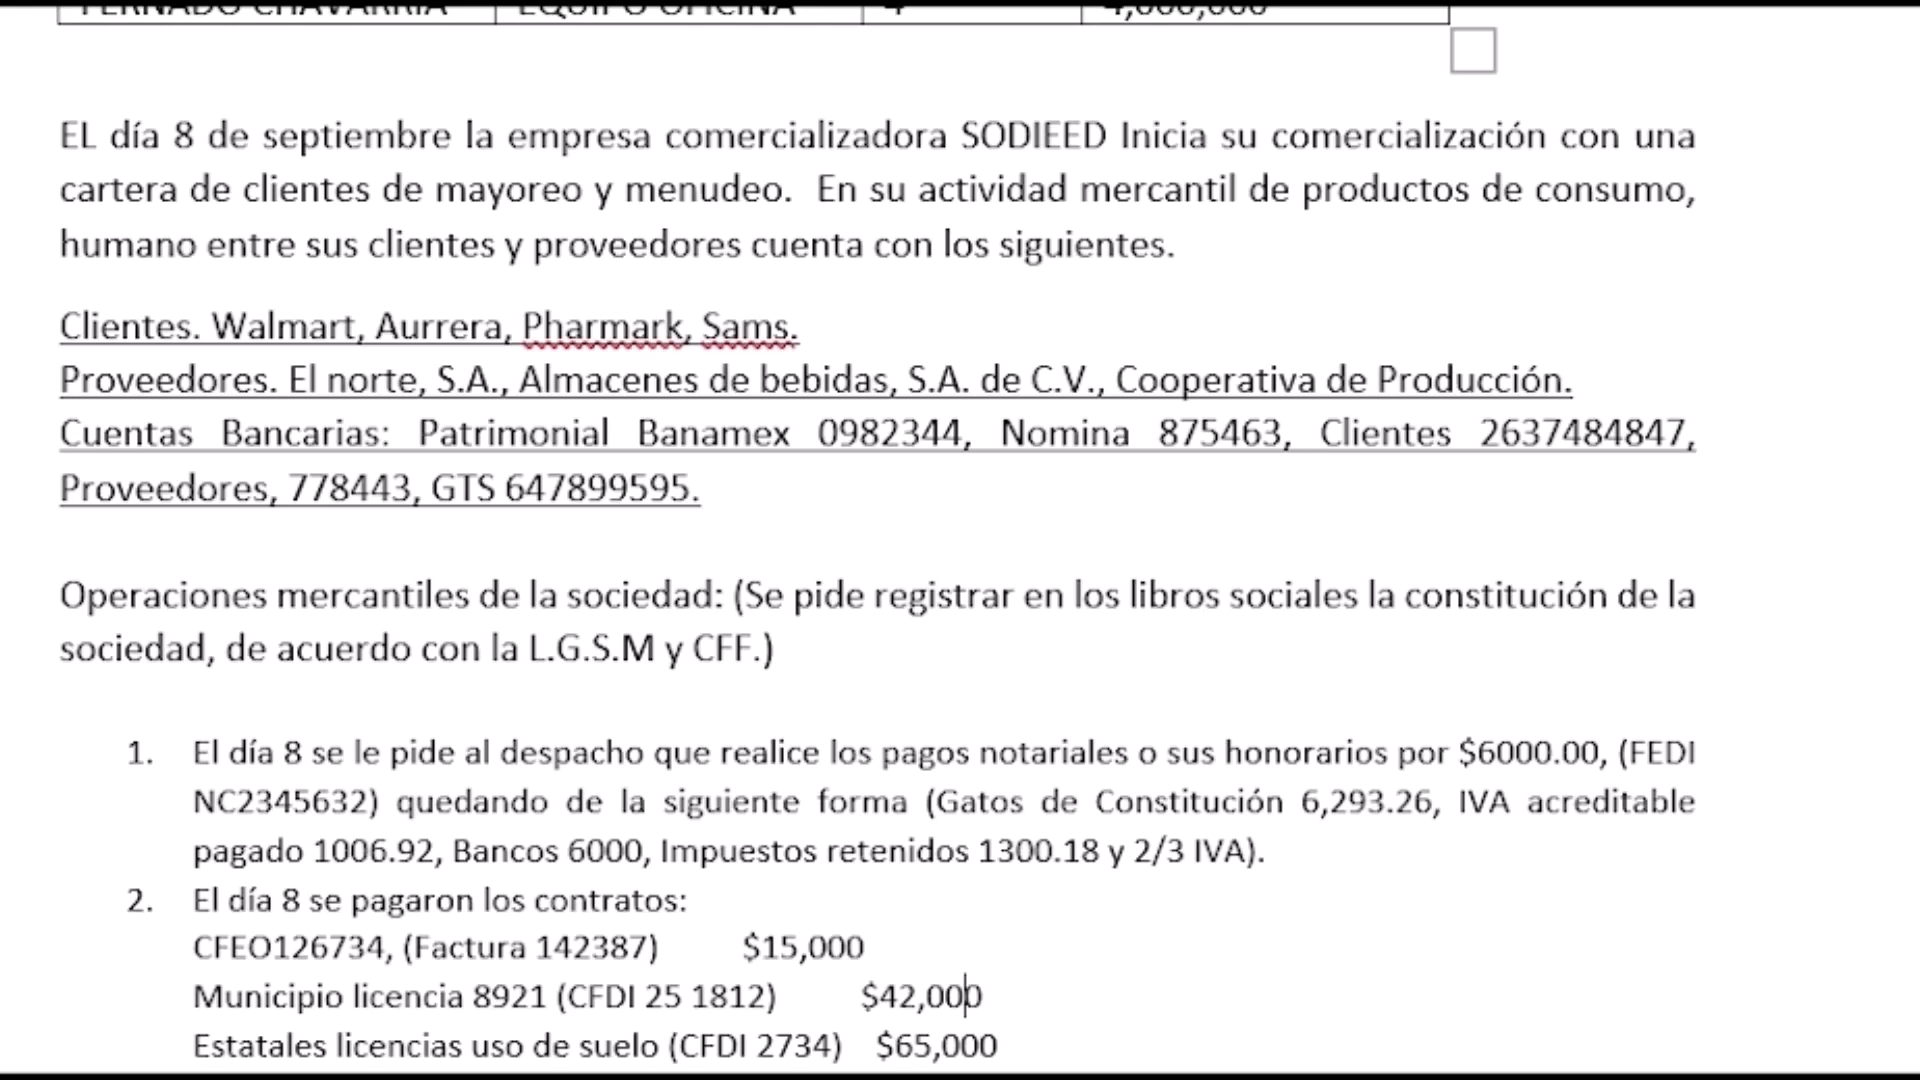 FERNADO CHAVARRIA EQUIPO OFICINA 4 4,000,000
EL día 8 de septiembre la empresa comercializadora SODIEED Inicia su comercialización con una
cartera de clientes de mayoreo y menudeo. En su actividad mercantil de productos de consumo,
humano entre sus clientes y proveedores cuenta con los siguientes.
Clientes. Walmart, Aurrera, Pharmark, Sams.
Proveedores. El norte, S.A., Almacenes de bebidas, S.A. de C.V., Cooperativa de Producción.
Cuentas Bancarias: Patrimonial Banamex 0982344, Nomina 875463, Clientes 2637484847,
Proveedores, 778443, GTS 647899595.
Operaciones mercantiles de la sociedad: (Se pide registrar en los libros sociales la constitución de la
sociedad, de acuerdo con la L.G.S.M y CFF.)
1. El día 8 se le pide al despacho que realice los pagos notariales o sus honorarios por $6000.00, (FEDI
NC2345632) quedando de la siguiente forma (Gatos de Constitución 6,293.26, IVA acreditable
pagado 1006.92, Bancos 6000, Impuestos retenidos 1300.18 y 2/3 IVA).
2. El día 8 se pagaron los contratos:
CFEO126734, (Factura 142387) $15,000
Municipio licencia 8921 (CFDI 25 1812) $42,000
Estatales licencias uso de suelo (CFDI 2734) $65,000